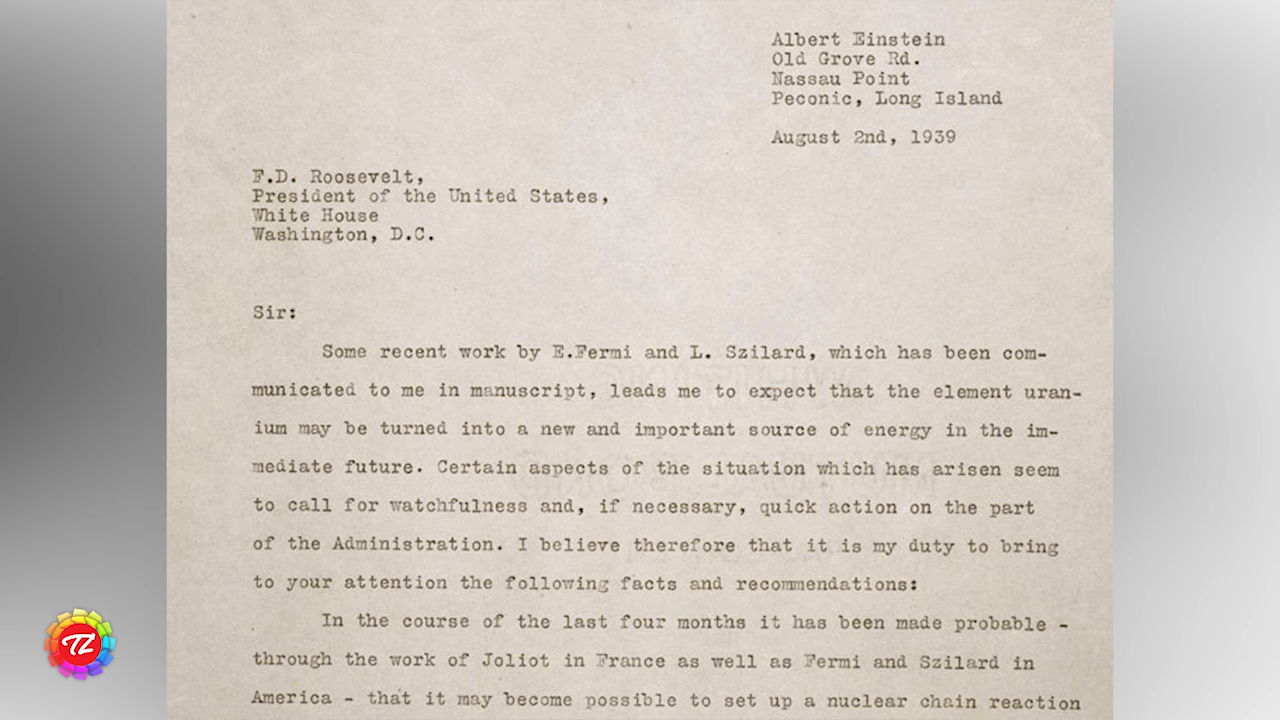 Albert Einstein
Old Grove Rd.
Nassau Point
Peconic, Long Island
August 2nd, 1939
F.D. Roosevelt,
President of the United States,
White House
Washington, D.C.
Sir:
Some recent work by E.Fermi and L. Szilard, which has been com-
municated to me in manuscript, leads me to expect that the element uran-
ium may be turned into a new and important source of energy in the im-
mediate future. Certain aspects of the situation which has arisen seem
to call for watchfulness and, if necessary, quick action on the part
of the Administration. I believe therefore that it is my duty to bring
to your attention the following facts and recommendations:
In the course of the last four months it has been made probable -
through the work of Joliot in France as well as Fermi and Szilard in
America - that it may become possible to set up a nuclear chain reaction
TZ